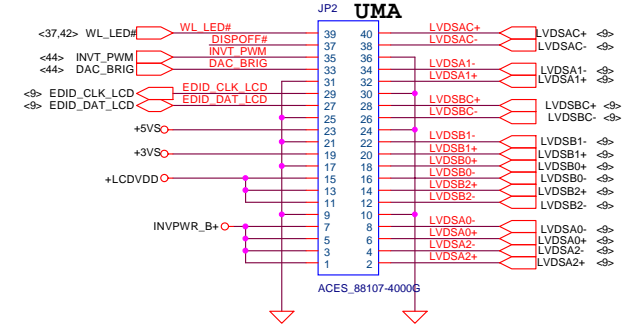 JP2 UMA
<37,42> WL_LED# WL_LED# 39 40 LVDSAC+ LVDSAC+ <9>
DISPOFF# 37 38 LVDSAC- LVDSAC- <9>
<44> INVT_PWM INVT_PWM 35 36
<44> DAC_BRIG DAC_BRIG 33 34 LVDSA1- LVDSA1- <9>
31 32 LVDSA1+ LVDSA1+ <9>
<9> EDID_CLK_LCD EDID_CLK_LCD 29 30
<9> EDID_DAT_LCD EDID_DAT_LCD 27 28 LVDSBC+ LVDSBC+ <9>
25 26 LVDSBC- LVDSBC- <9>
+5VS 23 24
21 22 LVDSB1- LVDSB1- <9>
+3VS 19 20 LVDSB1+ LVDSB1+ <9>
17 18 LVDSB0+ LVDSB0+ <9>
+LCDVDD 15 16 LVDSB0- LVDSB0- <9>
13 14 LVDSB2+ LVDSB2+ <9>
11 12 LVDSB2- LVDSB2- <9>
9 10
INVPWR_B+ 7 8 LVDSA0- LVDSA0- <9>
5 6 LVDSA0+ LVDSA0+ <9>
3 4 LVDSA2- LVDSA2- <9>
1 2 LVDSA2+ LVDSA2+ <9>
ACES_88107-4000G